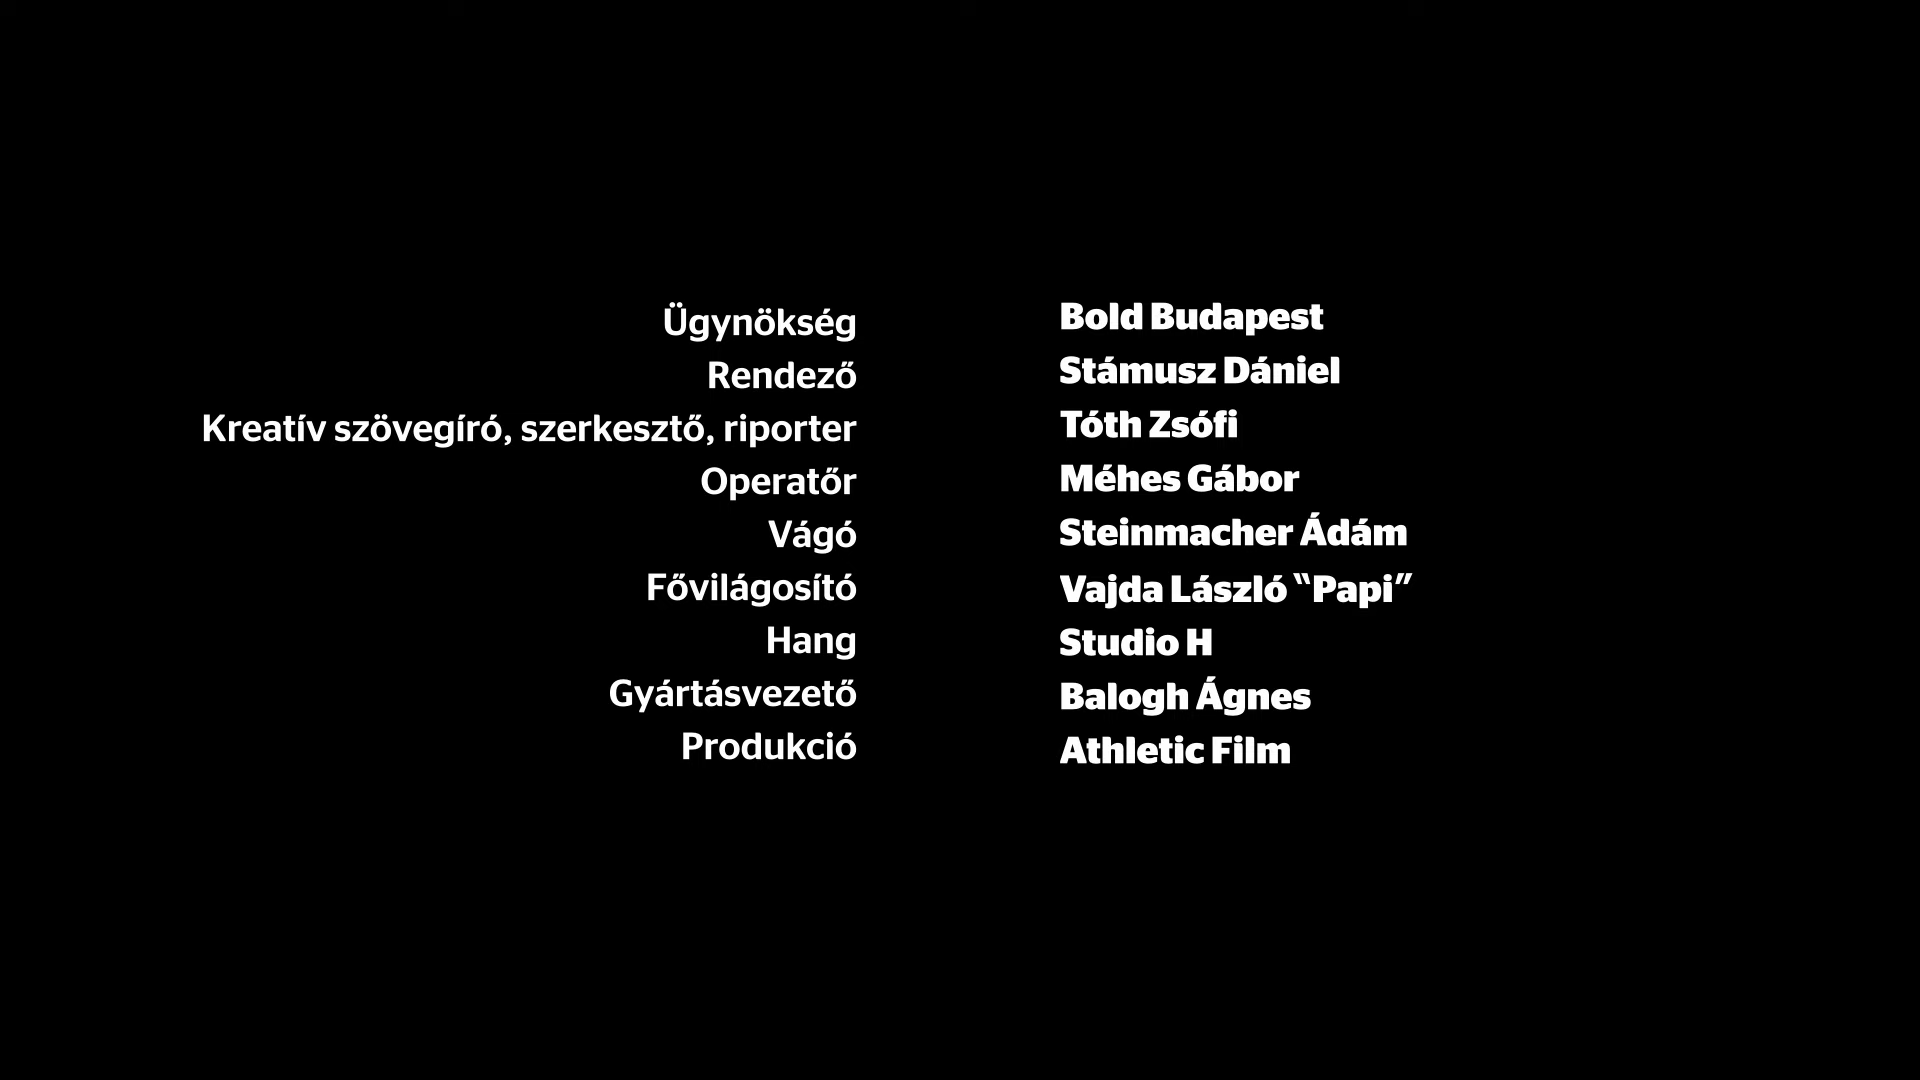 Ügynökség Bold Budapest
Rendező Stámusz Dániel
Kreatív szövegíró, szerkesztő, riporter Tóth Zsófi
Operatőr Méhes Gábor
Vágó Steinmacher Ádám
Fővilágosító Vajda László “Papi”
Hang Studio H
Gyártásvezető Balogh Ágnes
Produkció Athletic Film